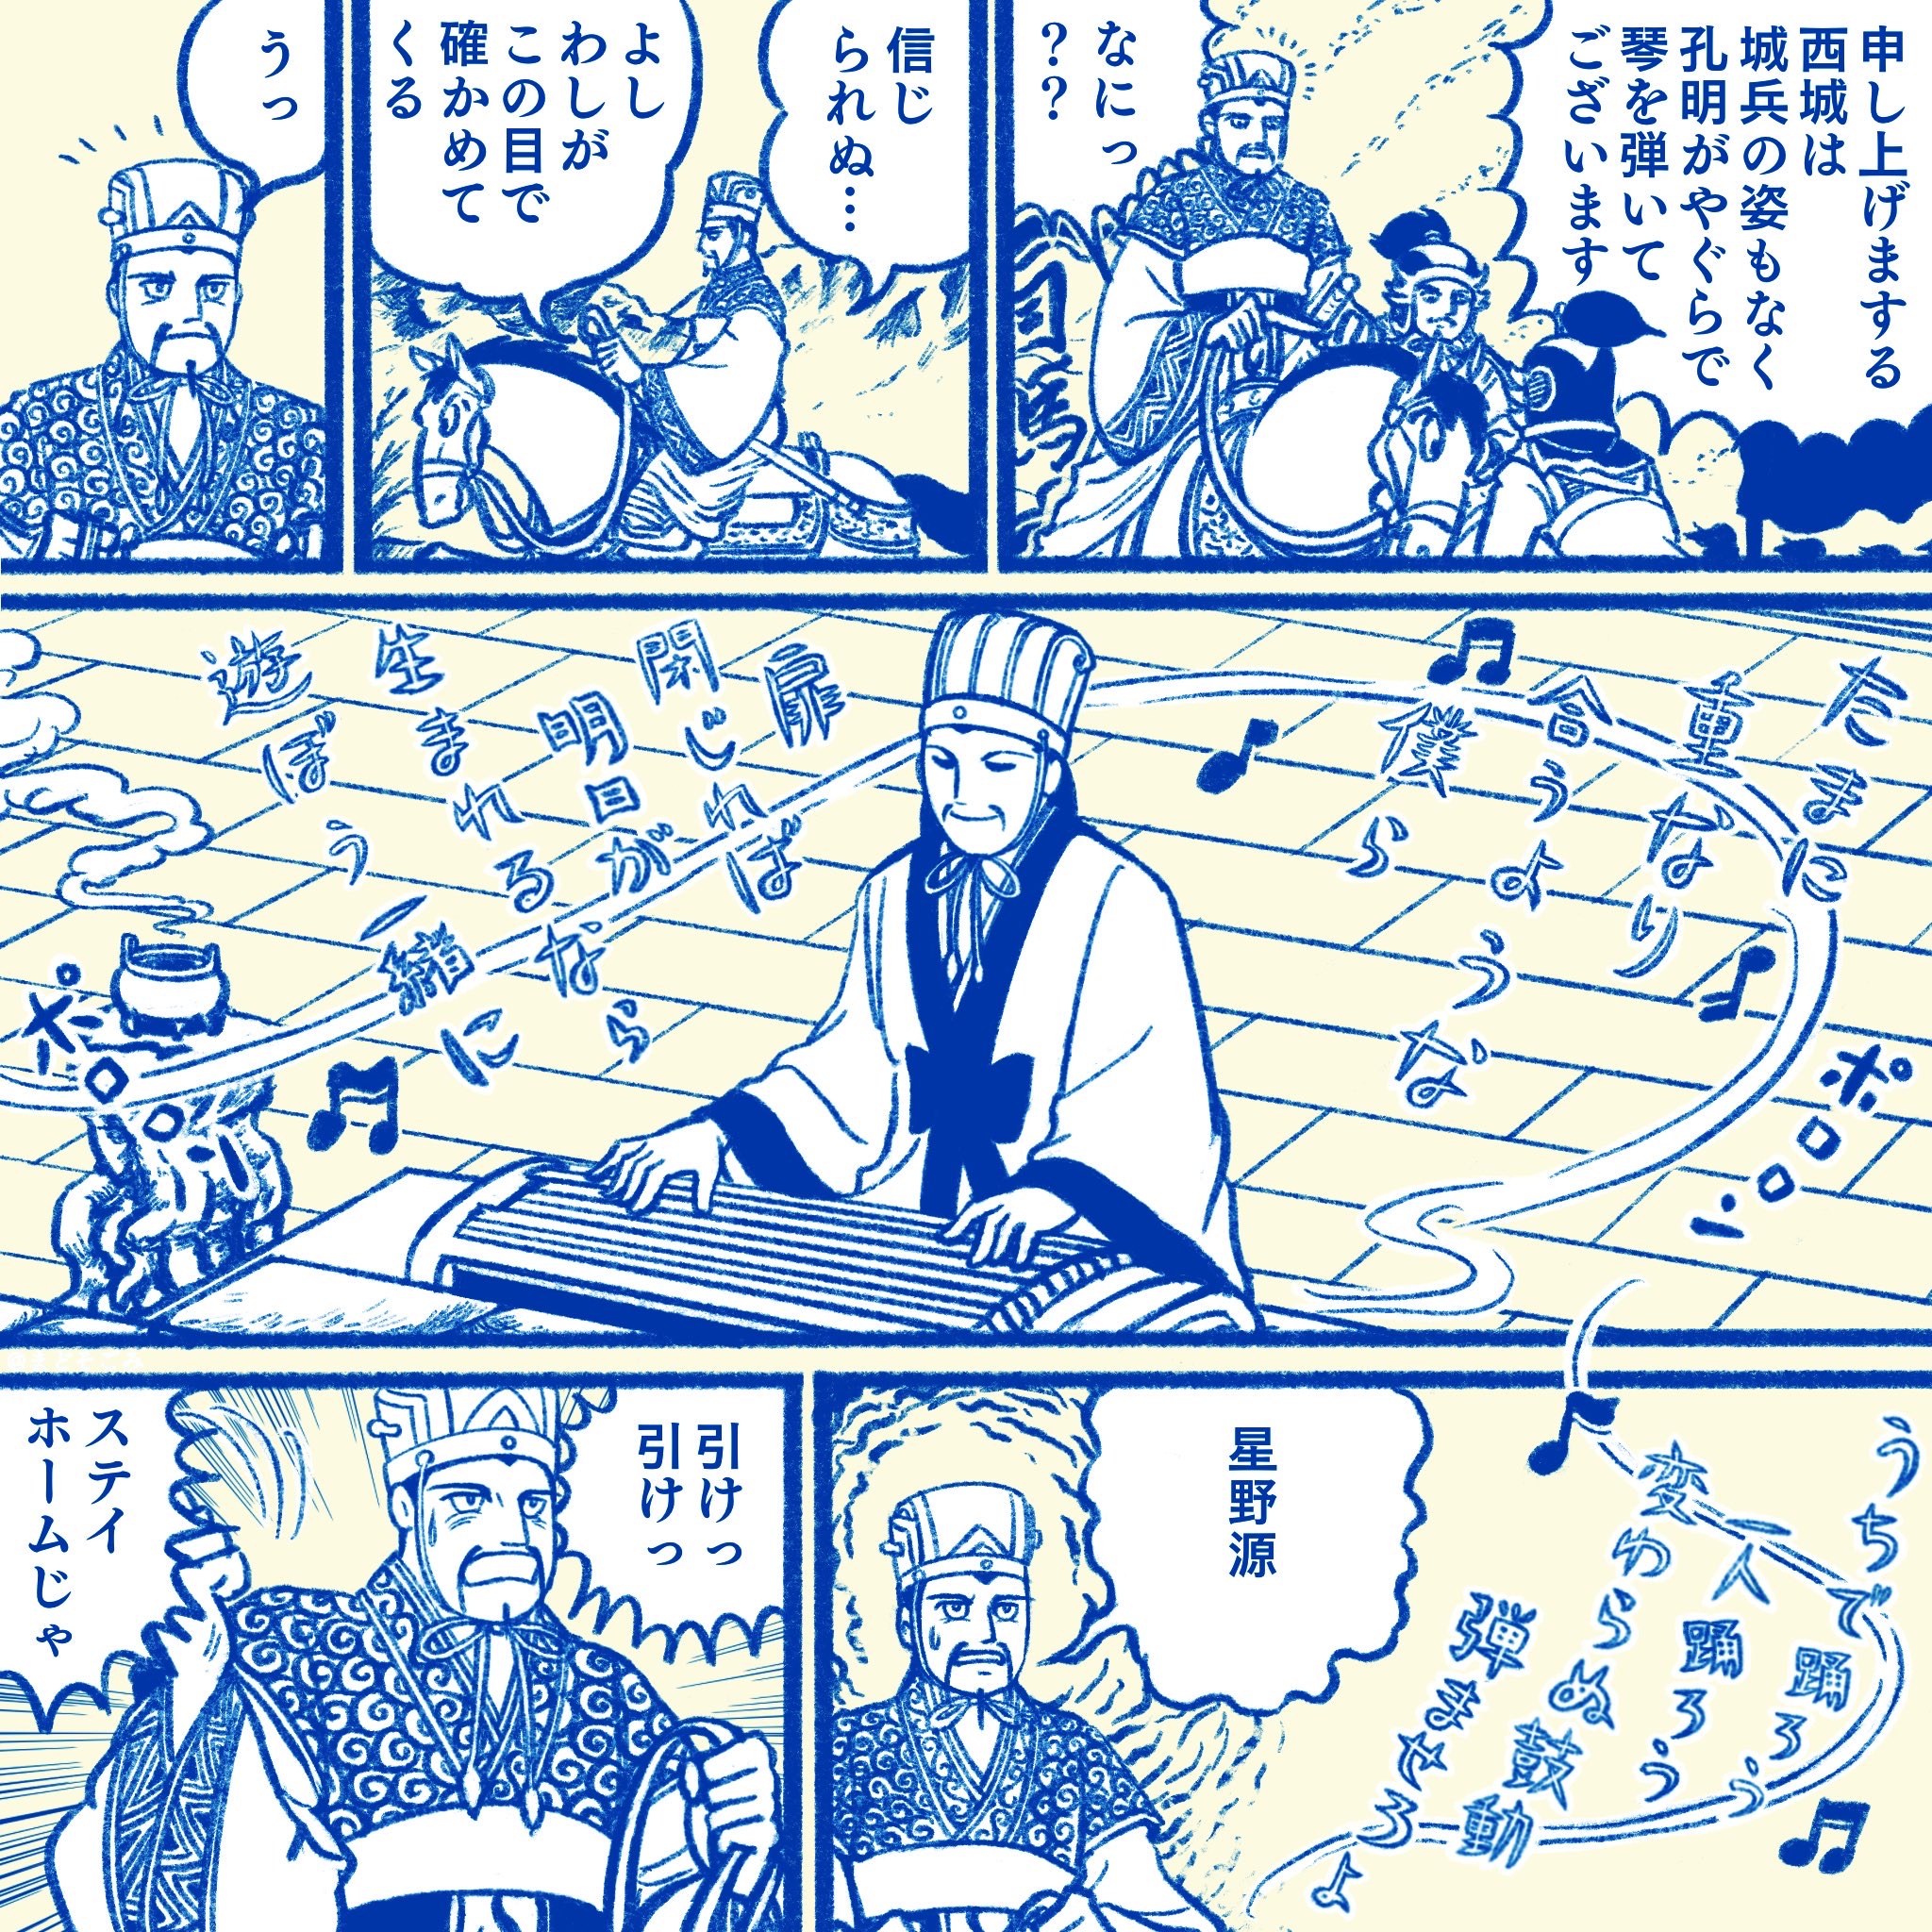 申し上げまする
西城は
城兵の姿もなく
孔明がやぐらで
琴を弾いて
ございます
なにっ
??
司馬
信じ
られぬ…
よし
わしが
この目で
確かめて
くる
うっ
たまに
重なり
合うよ
うな
僕ら
ポロロン
扉
閉じれば
明日が
生まれるなら
遊ぼう
一緒に
ポロロン
うちで踊ろう
一人踊ろう
変わらぬ鼓動
弾ませろよ
星野源
引けっ
引けっ
ステイ
ホームじゃ